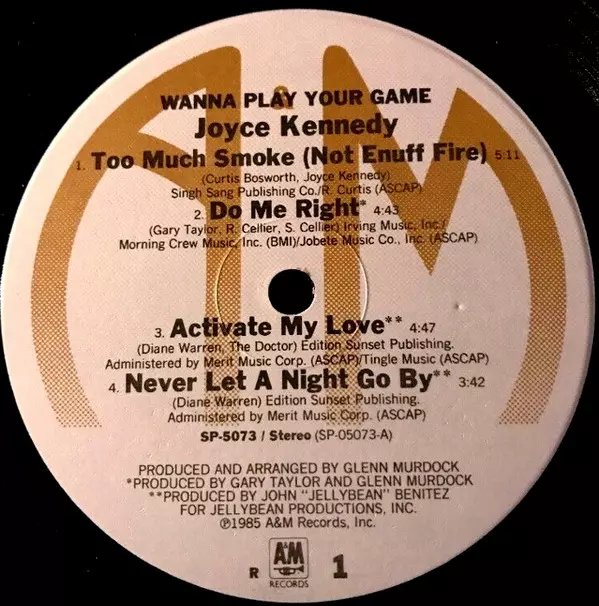 WANNA PLAY YOUR GAME
Joyce Kennedy
1. Too Much Smoke (Not Enuff Fire) 5:11
(Curtis Bosworth, Joyce Kennedy)
Singh Sang Publishing Co./R. Curtis (ASCAP)
2. Do Me Right* 4:43
(Gary Taylor, R. Cellier, S. Cellier) Irving Music, Inc./
Morning Crew Music, Inc. (BMI)/Jobete Music Co., Inc. (ASCAP)
3. Activate My Love** 4:47
(Diane Warren, The Doctor) Edition Sunset Publishing.
Administered by Merit Music Corp. (ASCAP)/Tingle Music (ASCAP)
4. Never Let A Night Go By** 3:42
(Diane Warren) Edition Sunset Publishing.
Administered by Merit Music Corp. (ASCAP)
SP-5073 / Stereo (SP-05073-A)
PRODUCED AND ARRANGED BY GLENN MURDOCK
*PRODUCED BY GARY TAYLOR AND GLENN MURDOCK
**PRODUCED BY JOHN "JELLYBEAN" BENITEZ
FOR JELLYBEAN PRODUCTIONS, INC.
℗1985 A&M Records, Inc.
R A&M RECORDS 1